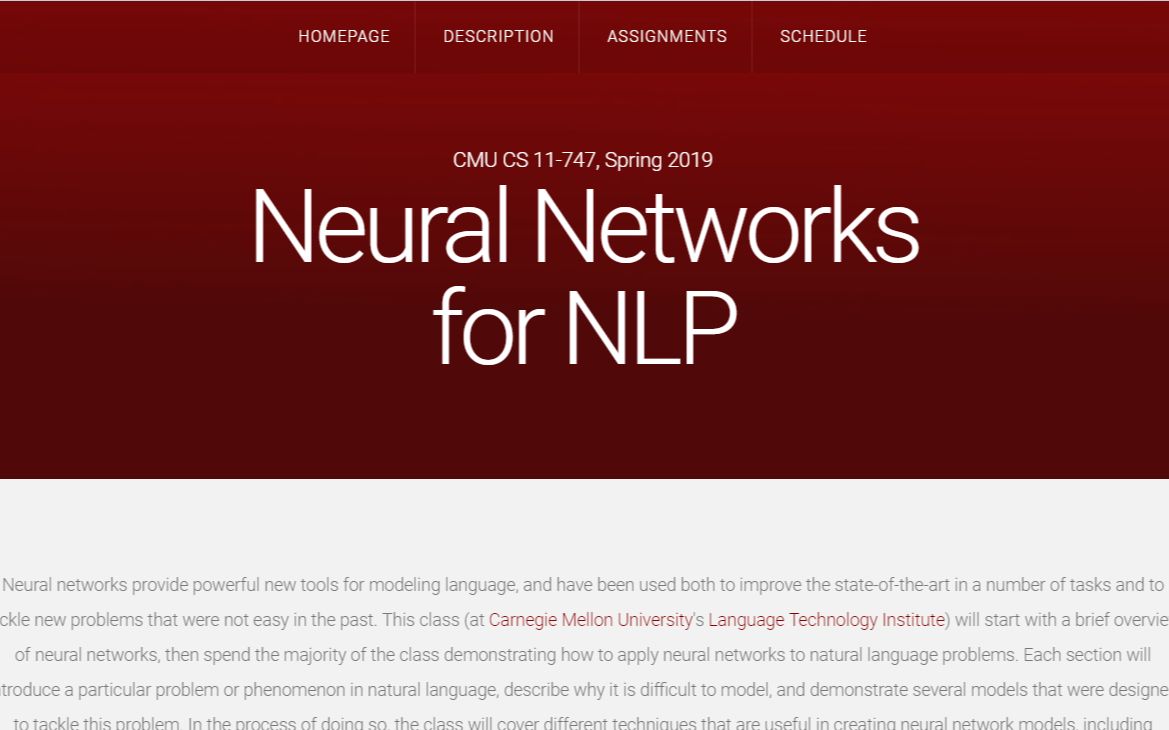 HOMEPAGE DESCRIPTION ASSIGNMENTS SCHEDULE
CMU CS 11-747, Spring 2019
Neural Networks
for NLP
Neural networks provide powerful new tools for modeling language, and have been used both to improve the state-of-the-art in a number of tasks and to
ckle new problems that were not easy in the past. This class (at Carnegie Mellon University's Language Technology Institute) will start with a brief overvie
of neural networks, then spend the majority of the class demonstrating how to apply neural networks to natural language problems. Each section will
troduce a particular problem or phenomenon in natural language, describe why it is difficult to model, and demonstrate several models that were designe
to tackle this problem. In the process of doing so, the class will cover different techniques that are useful in creating neural network models, including